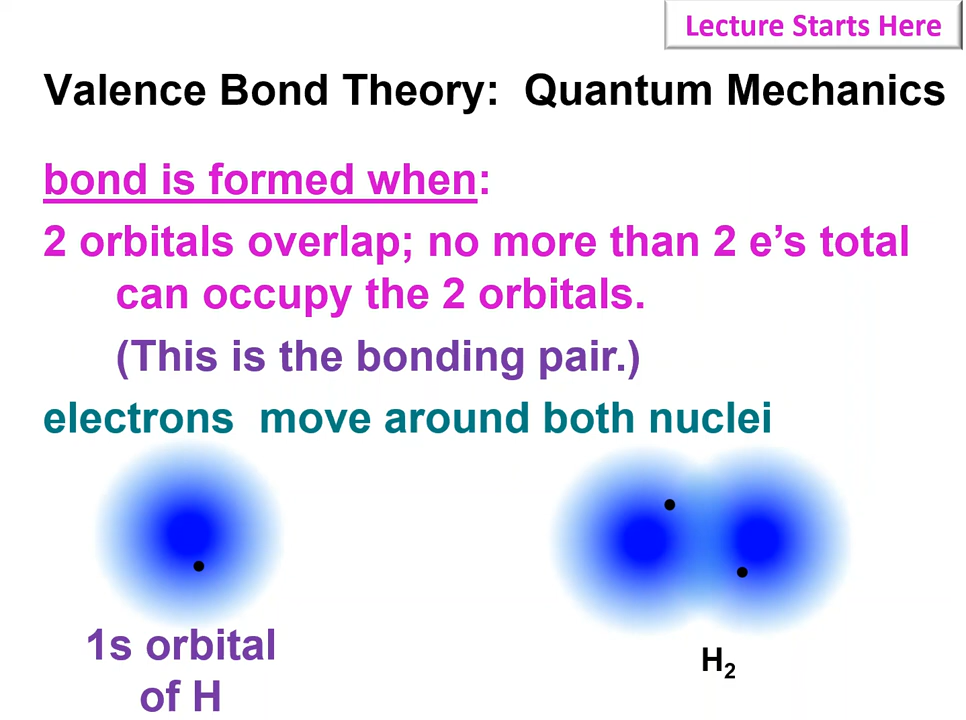 Lecture Starts Here
Valence Bond Theory:  Quantum Mechanics
bond is formed when:
2 orbitals overlap; no more than 2 e’s total
can occupy the 2 orbitals.
(This is the bonding pair.)
electrons  move around both nuclei
1s orbital
of H
H₂